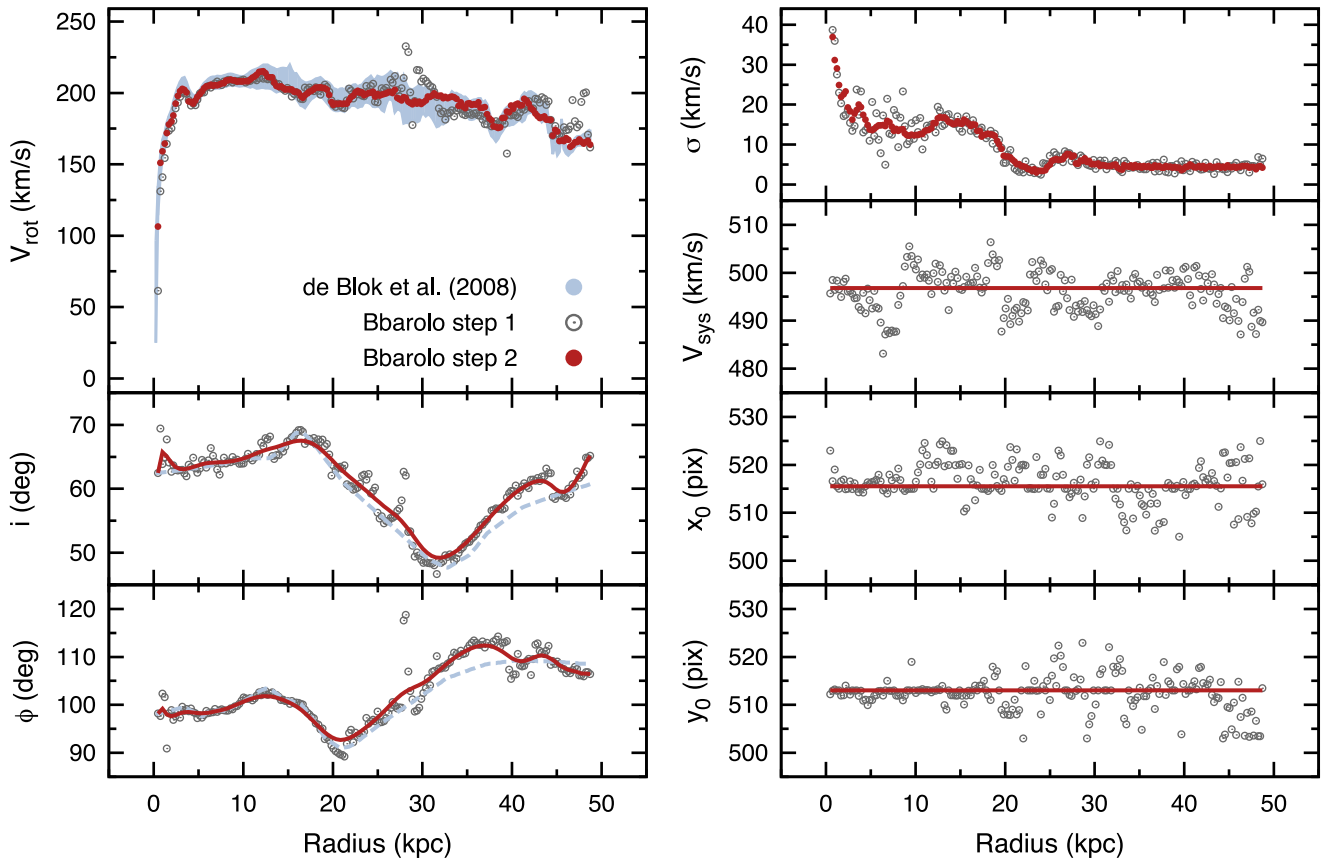 250
200
150
100
50
0
V_rot (km/s)
de Blok et al. (2008)
Bbarolo step 1
Bbarolo step 2
70
60
50
i (deg)
120
110
100
90
ϕ (deg)
0 10 20 30 40 50
Radius (kpc)
40
30
20
10
0
σ (km/s)
510
500
490
480
V_sys (km/s)
530
520
510
500
x_0 (pix)
530
520
510
500
y_0 (pix)
0 10 20 30 40 50
Radius (kpc)